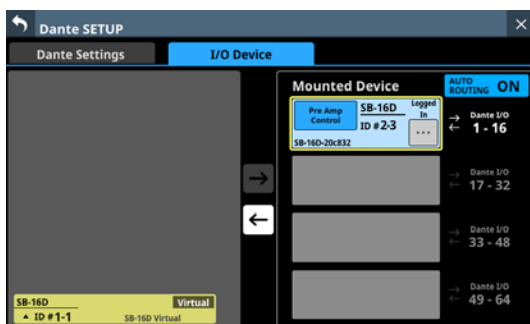 Dante SETUP
Dante Settings
I/O Device
Mounted Device
AUTO ROUTING ON
Pre Amp Control
SB-16D
ID #2-3
Logged In
...
SB-16D-20c832
Dante I/O
1 - 16
Dante I/O
17 - 32
Dante I/O
33 - 48
Dante I/O
49 - 64
SB-16D
Virtual
ID #1-1
SB-16D Virtual